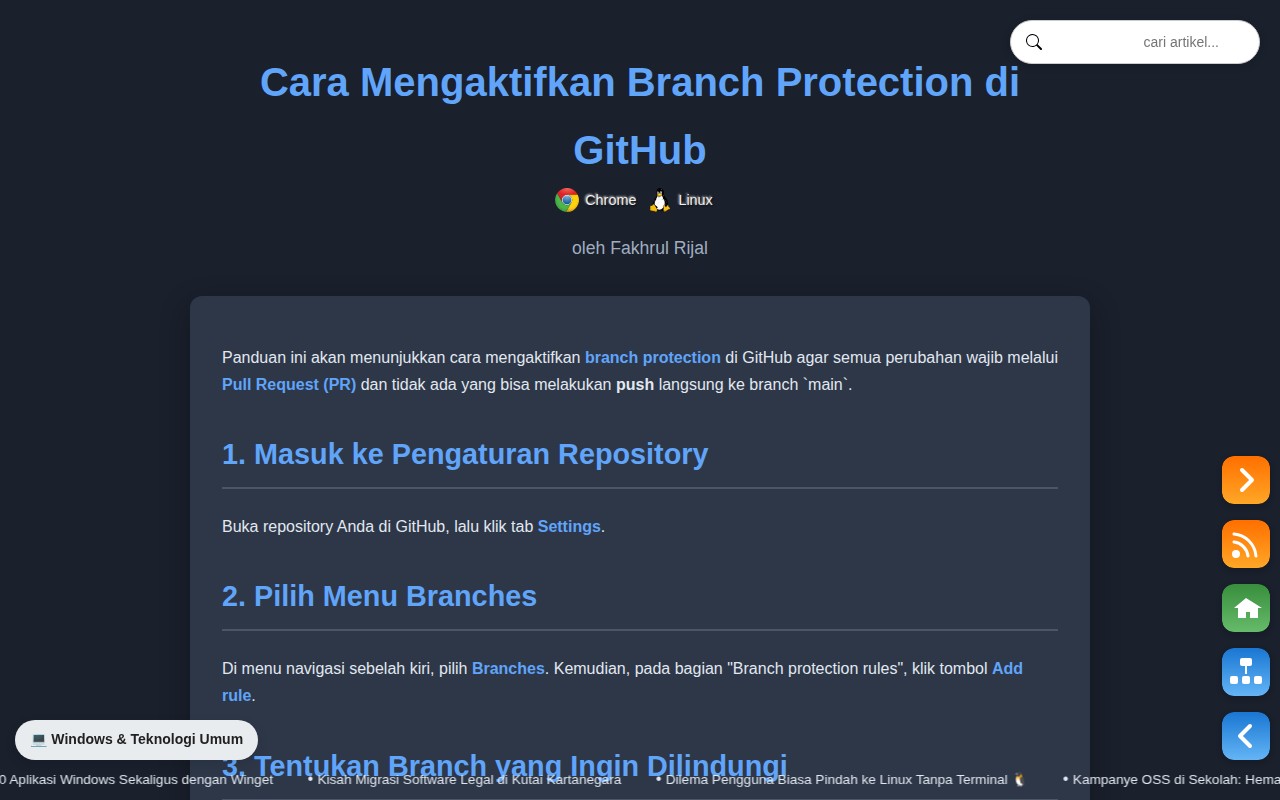 cari artikel...
Cara Mengaktifkan Branch Protection di
GitHub
Chrome Linux
oleh Fakhrul Rijal
Panduan ini akan menunjukkan cara mengaktifkan branch protection di GitHub agar semua perubahan wajib melalui
Pull Request (PR) dan tidak ada yang bisa melakukan push langsung ke branch `main`.
1. Masuk ke Pengaturan Repository
Buka repository Anda di GitHub, lalu klik tab Settings.
2. Pilih Menu Branches
Di menu navigasi sebelah kiri, pilih Branches. Kemudian, pada bagian "Branch protection rules", klik tombol Add
rule.
💻 Windows & Teknologi Umum
3. Tentukan Branch yang Ingin Dilindungi
0 Aplikasi Windows Sekaligus dengan Winget • Kisah Migrasi Software Legal di Kutai Kartanegara • Dilema Pengguna Biasa Pindah ke Linux Tanpa Terminal 🐧 • Kampanye OSS di Sekolah: Hema